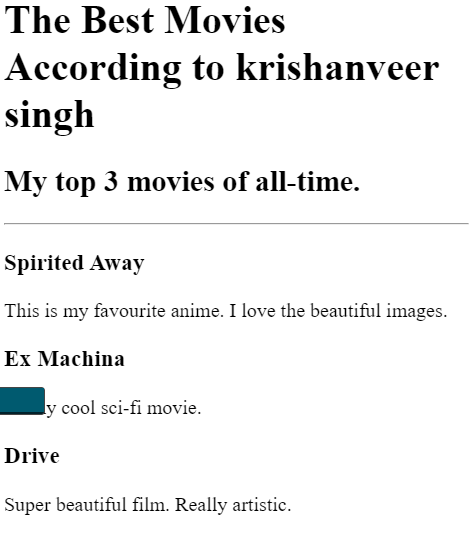 The Best Movies
According to krishanveer
singh
My top 3 movies of all-time.
Spirited Away
This is my favourite anime. I love the beautiful images.
Ex Machina
cool sci-fi movie.
Drive
Super beautiful film. Really artistic.